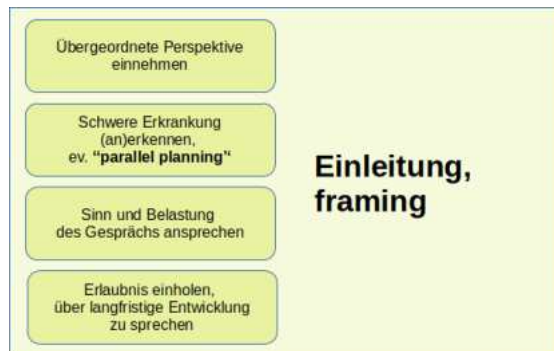 Übergeordnete Perspektive
einnehmen
Schwere Erkrankung
(an)erkennen,
ev. "parallel planning"
Sinn und Belastung
des Gesprächs ansprechen
Erlaubnis einholen,
über langfristige Entwicklung
zu sprechen
Einleitung,
framing